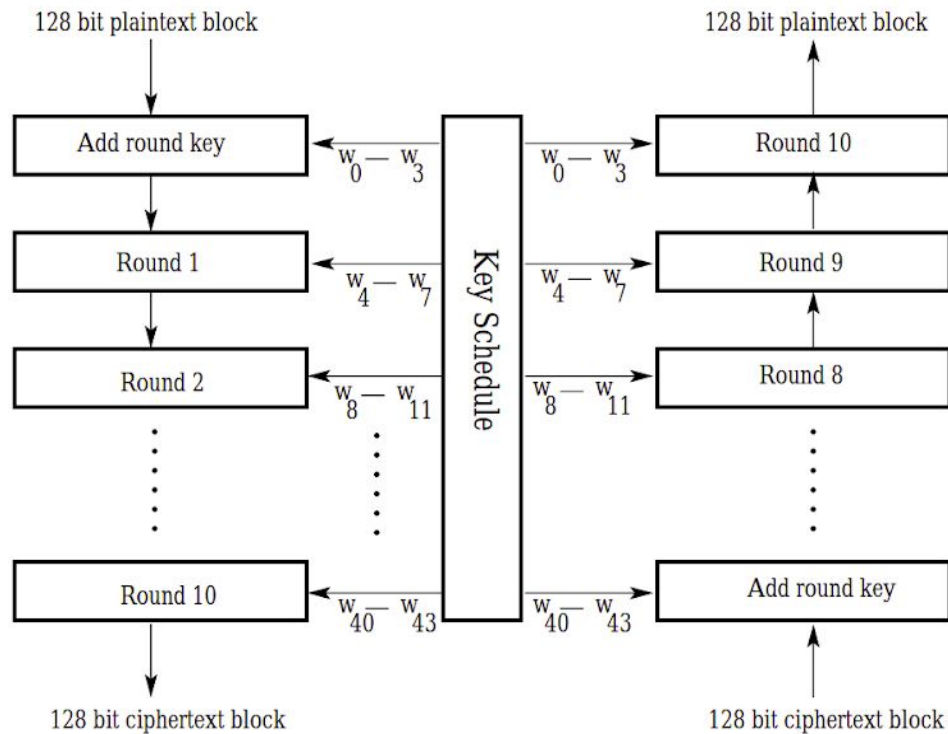 128 bit plaintext block
128 bit plaintext block
Add round key
w0 — w3
w0 — w3
Round 10
Round 1
w4 — w7
w4 — w7
Round 9
Key Schedule
Round 2
w8 — w11
w8 — w11
Round 8
Round 10
w40 — w43
w40 — w43
Add round key
128 bit ciphertext block
128 bit ciphertext block